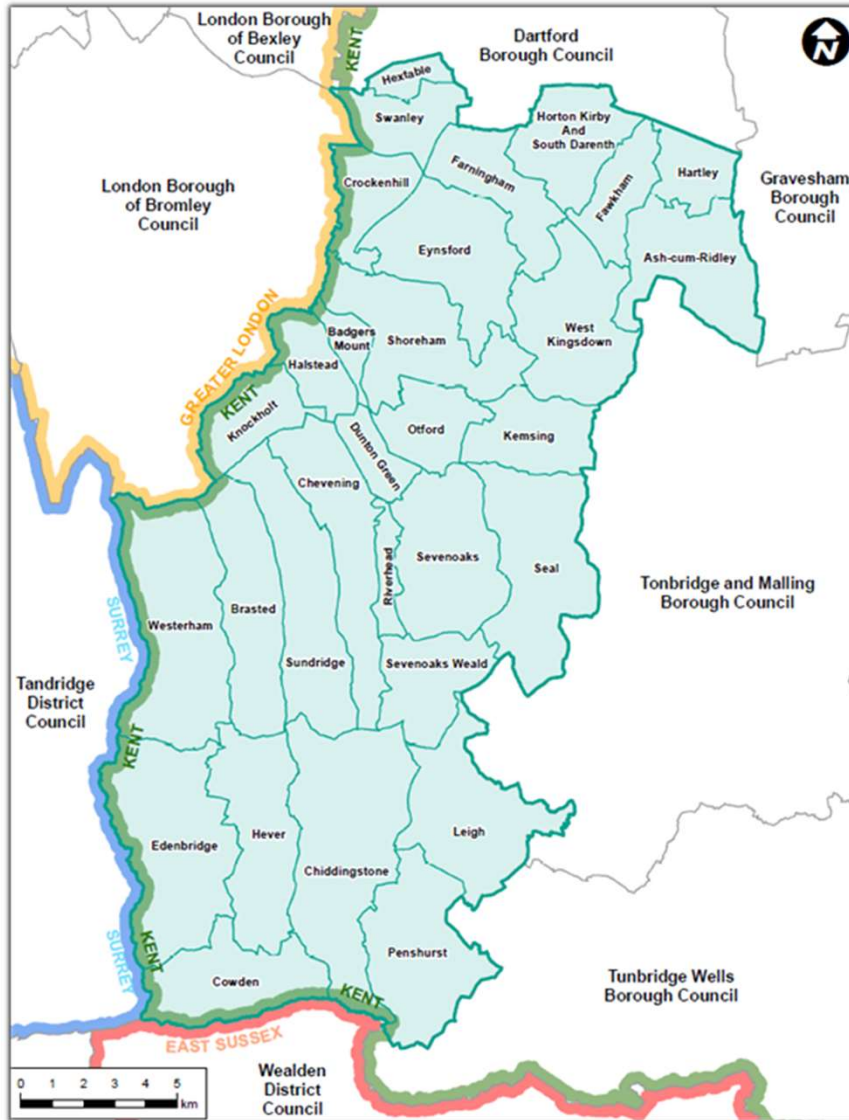 London Borough
of Bexley
Council
KENT
Dartford
Borough Council
N
Hextable
Swanley
Horton Kirby
And
South Darenth
London Borough
of Bromley
Council
Crockenhill
Farningham
Fawkham
Hartley
Gravesham
Borough
Council
Eynsford
Ash-cum-Ridley
GREATER LONDON
Badgers
Mount
Shoreham
West
Kingsdown
Halstead
KENT
Knockholt
Dunton Green
Otford
Kemsing
Chevening
Riverhead
Sevenoaks
Seal
Tonbridge and Malling
Borough Council
SURREY
Westerham
Brasted
Sundridge
Sevenoaks Weald
Tandridge
District
Council
KENT
Edenbridge
Hever
Chiddingstone
Leigh
SURREY
KENT
Cowden
KENT
Penshurst
Tunbridge Wells
Borough Council
EAST SUSSEX
Wealden
District
Council
0 1 2 3 4 5
km